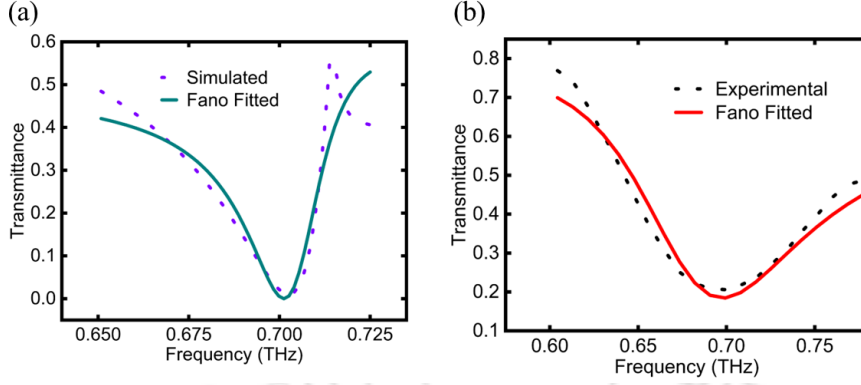 (a)
0.6
0.5
0.4
0.3
0.2
0.1
0.0
Transmittance
Simulated
Fano Fitted
0.650
0.675
0.700
0.725
Frequency (THz)
(b)
0.8
0.7
0.6
0.5
0.4
0.3
0.2
0.1
Transmittance
Experimental
Fano Fitted
0.60
0.65
0.70
0.75
Frequency (THz)